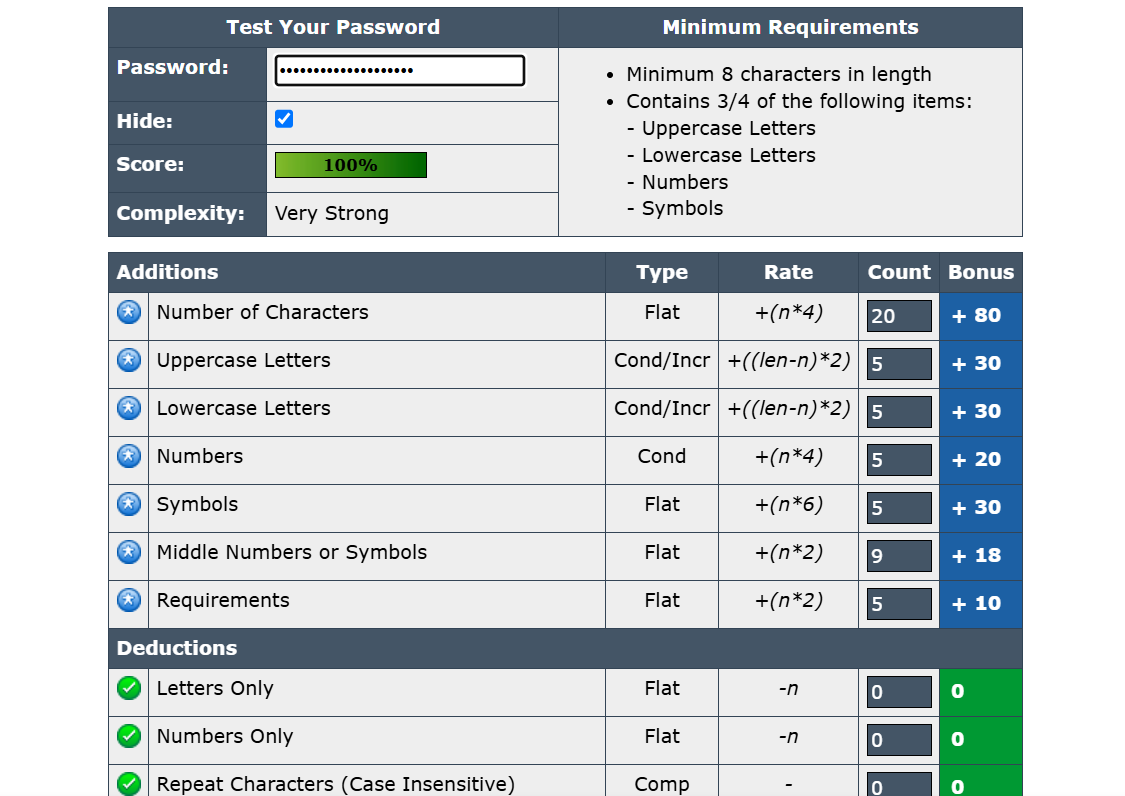 Test Your Password
Minimum Requirements
Password:
••••••••••••••••••••
Hide:
Score:
100%
Complexity:
Very Strong
• Minimum 8 characters in length
• Contains 3/4 of the following items:
- Uppercase Letters
- Lowercase Letters
- Numbers
- Symbols
Additions Type Rate Count Bonus
Number of Characters Flat +(n*4) 20 + 80
Uppercase Letters Cond/Incr +((len-n)*2) 5 + 30
Lowercase Letters Cond/Incr +((len-n)*2) 5 + 30
Numbers Cond +(n*4) 5 + 20
Symbols Flat +(n*6) 5 + 30
Middle Numbers or Symbols Flat +(n*2) 9 + 18
Requirements Flat +(n*2) 5 + 10
Deductions
Letters Only Flat -n 0 0
Numbers Only Flat -n 0 0
Repeat Characters (Case Insensitive) Comp - 0 0